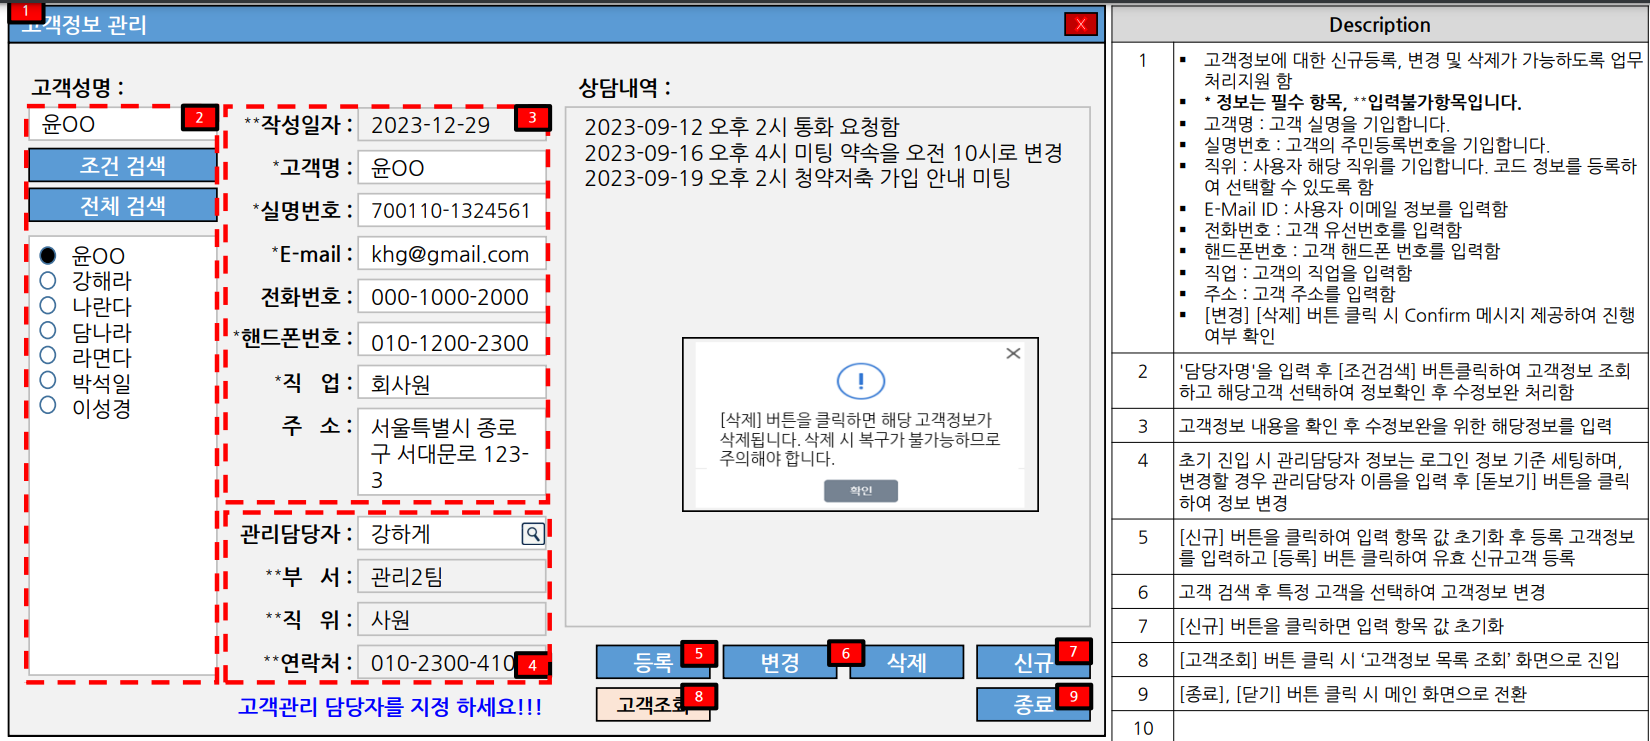 1
고객정보 관리
X
고객성명 :
윤OO
2
조건 검색
전체 검색
윤OO
강해라
나란다
담나라
라면다
박석일
이성경
3
**작성일자 : 2023-12-29
*고객명 : 윤OO
*실명번호 : 700110-1324561
*E-mail : khg@gmail.com
전화번호 : 000-1000-2000
*핸드폰번호 : 010-1200-2300
*직 업 : 회사원
주 소 : 서울특별시 종로
구 서대문로 123-
3
관리담당자 : 강하게
**부 서 : 관리2팀
**직 위 : 사원
**연락처 : 010-2300-410
4
고객관리 담당자를 지정 하세요!!!
상담내역 :
2023-09-12 오후 2시 통화 요청함
2023-09-16 오후 4시 미팅 약속을 오전 10시로 변경
2023-09-19 오후 2시 청약저축 가입 안내 미팅
[삭제] 버튼을 클릭하면 해당 고객정보가
삭제됩니다. 삭제 시 복구가 불가능하므로
주의해야 합니다.
확인
등록 5
변경 6
삭제
신규 7
고객조회 8
종료 9
Description
1
▪ 고객정보에 대한 신규등록, 변경 및 삭제가 가능하도록 업무
처리지원 함
▪ * 정보는 필수 항목, **입력불가항목입니다.
▪ 고객명 : 고객 실명을 기입합니다.
▪ 실명번호 : 고객의 주민등록번호을 기입합니다.
▪ 직위 : 사용자 해당 직위를 기입합니다. 코드 정보를 등록하
여 선택할 수 있도록 함
▪ E-Mail ID : 사용자 이메일 정보를 입력함
▪ 전화번호 : 고객 유선번호를 입력함
▪ 핸드폰번호 : 고객 핸드폰 번호를 입력함
▪ 직업 : 고객의 직업을 입력함
▪ 주소 : 고객 주소를 입력함
▪ [변경] [삭제] 버튼 클릭 시 Confirm 메시지 제공하여 진행
여부 확인
2
'담당자명'을 입력 후 [조건검색] 버튼클릭하여 고객정보 조회
하고 해당고객 선택하여 정보확인 후 수정보완 처리함
3
고객정보 내용을 확인 후 수정보완을 위한 해당정보를 입력
4
초기 진입 시 관리담당자 정보는 로그인 정보 기준 세팅하며,
변경할 경우 관리담당자 이름을 입력 후 [돋보기] 버튼을 클릭
하여 정보 변경
5
[신규] 버튼을 클릭하여 입력 항목 값 초기화 후 등록 고객정보
를 입력하고 [등록] 버튼 클릭하여 유효 신규고객 등록
6
고객 검색 후 특정 고객을 선택하여 고객정보 변경
7
[신규] 버튼을 클릭하면 입력 항목 값 초기화
8
[고객조회] 버튼 클릭 시 ‘고객정보 목록 조회’ 화면으로 진입
9
[종료], [닫기] 버튼 클릭 시 메인 화면으로 전환
10